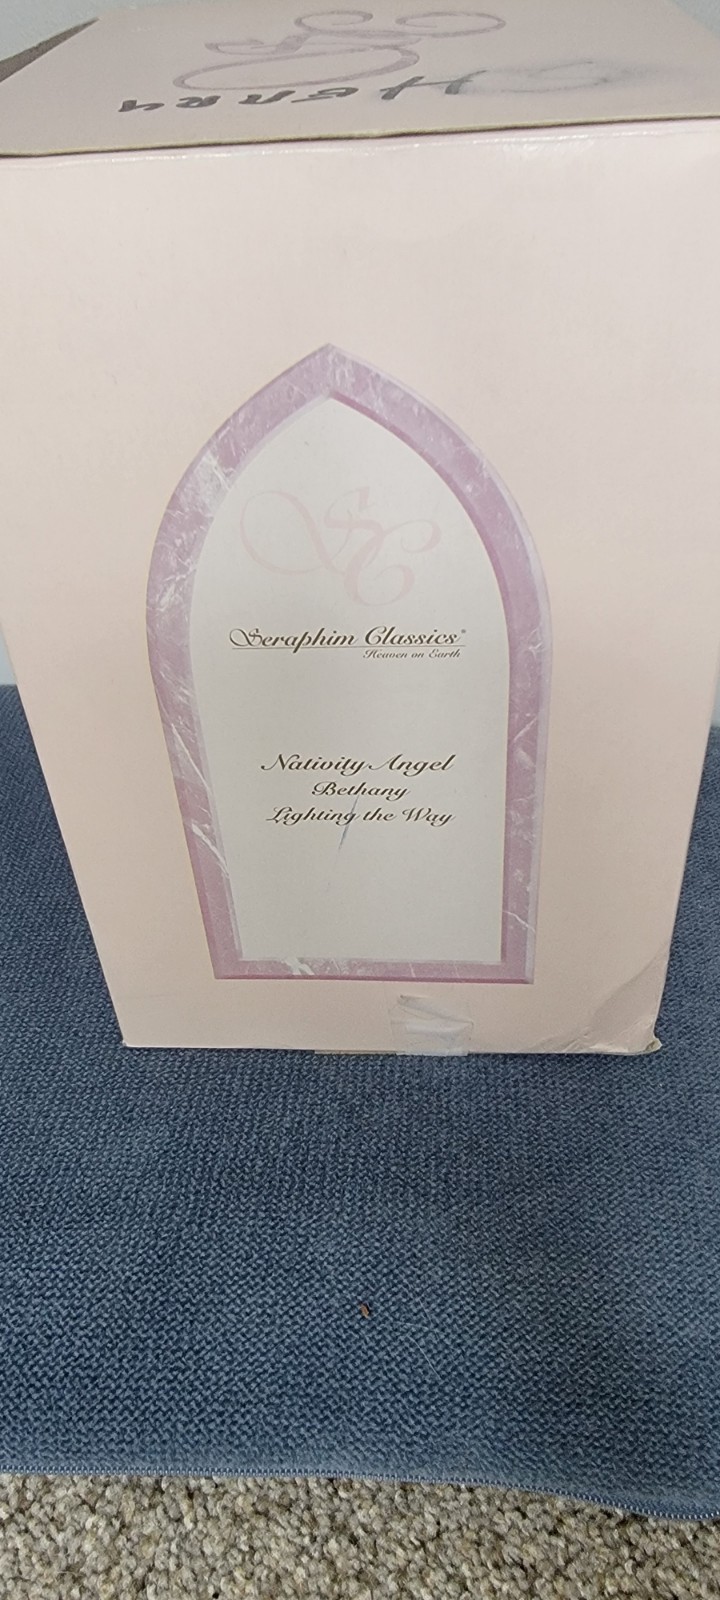 HENRY
SC
Seraphim Classics®
Heaven on Earth
Nativity Angel
Bethany
Lighting the Way